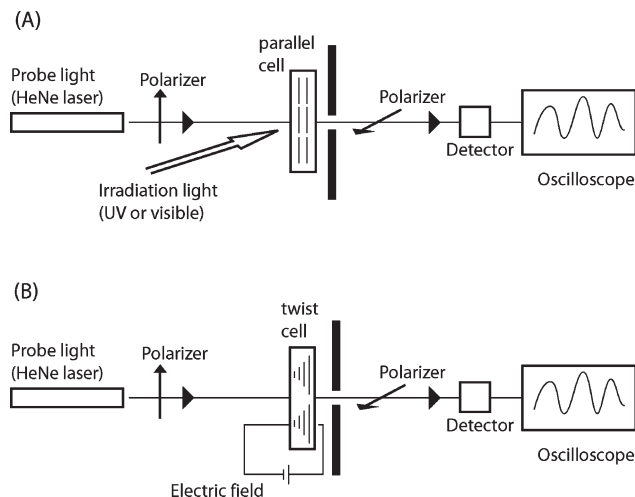 (A)
parallel
cell
Probe light
(HeNe laser)
Polarizer
Polarizer
Detector
Oscilloscope
Irradiation light
(UV or visible)
(B)
twist
cell
Probe light
(HeNe laser)
Polarizer
Polarizer
Detector
Oscilloscope
Electric field